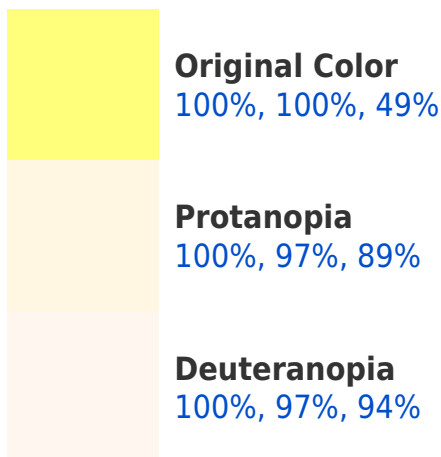 Original Color
100%, 100%, 49%
Protanopia
100%, 97%, 89%
Deuteranopia
100%, 97%, 94%